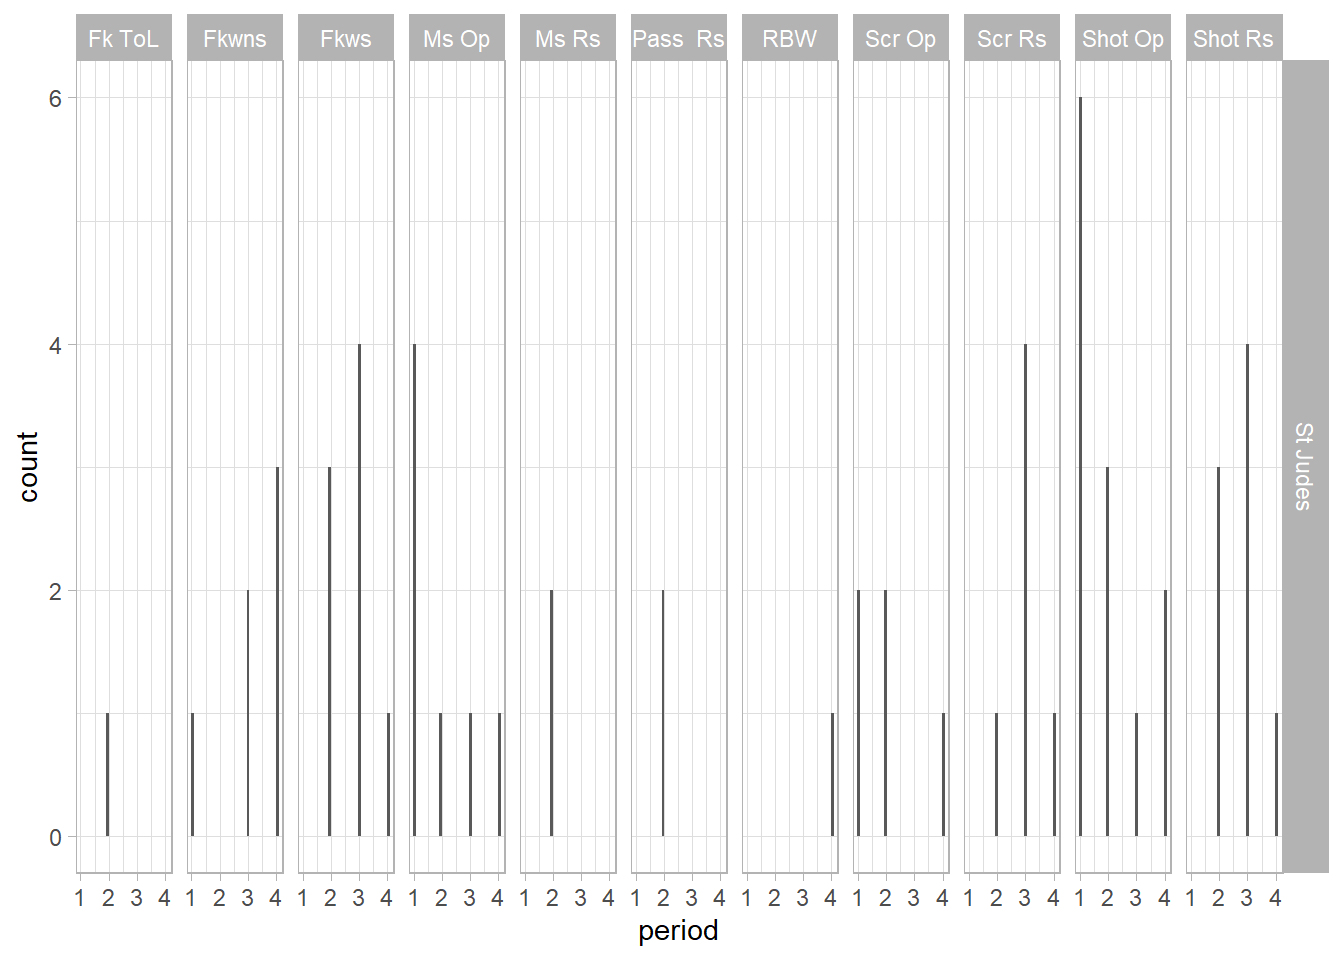 Fk ToL Fkwns Fkws Ms Op Ms Rs Pass  Rs RBW Scr Op Scr Rs Shot Op Shot Rs
6
4
2
0
count
St Judes
1 2 3 4 1 2 3 4 1 2 3 4 1 2 3 4 1 2 3 4 1 2 3 4 1 2 3 4 1 2 3 4 1 2 3 4 1 2 3 4 1 2 3 4
period